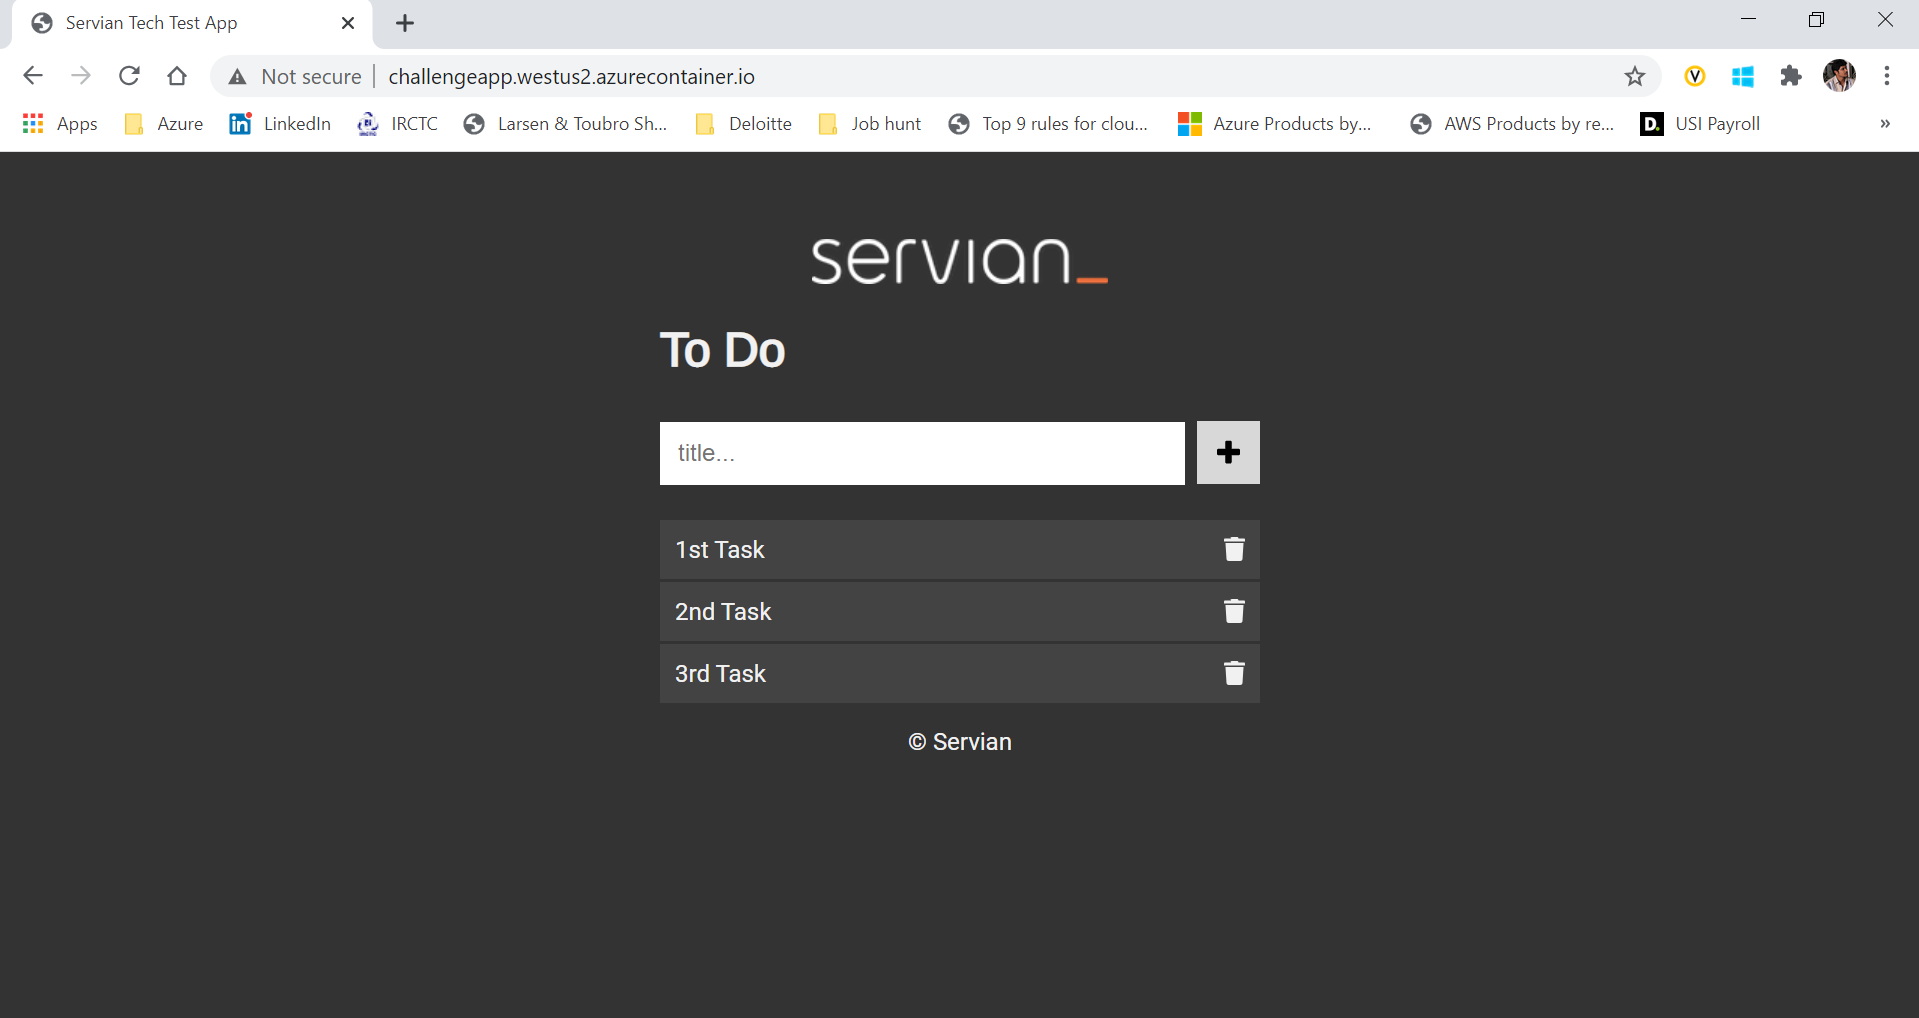 Servian Tech Test App
Not secure challengeapp.westus2.azurecontainer.io
Apps Azure LinkedIn IRCTC Larsen & Toubro Sh... Deloitte Job hunt Top 9 rules for clou... Azure Products by... AWS Products by re... D. USI Payroll »
servian_
To Do
title...
1st Task
2nd Task
3rd Task
© Servian